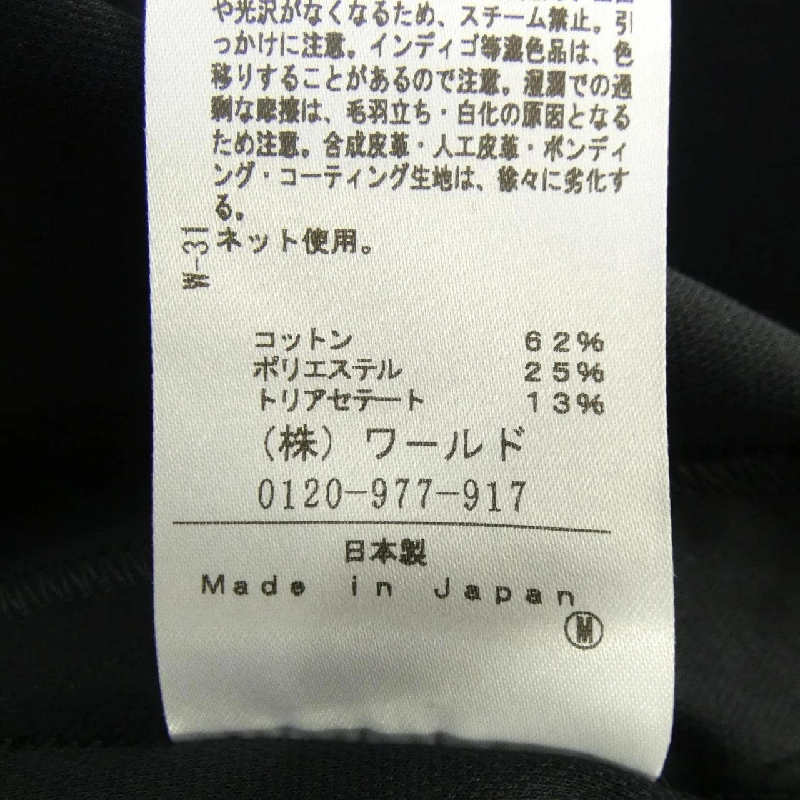 や光沢がなくなるため、スチーム禁止。引
っかけに注意。インディゴ等濃色品は、色
移りすることがあるので注意。湿潤での過
剰な摩擦は、毛羽立ち・白化の原因となる
ため注意。合成皮革・人工皮革・ボンディ
ング・コーティング生地は、徐々に劣化す
る。
ネット使用。
W-31
コットン 62%
ポリエステル 25%
トリアセテート 13%
(株)ワールド
0120-977-917
日本製
Made in Japan
M